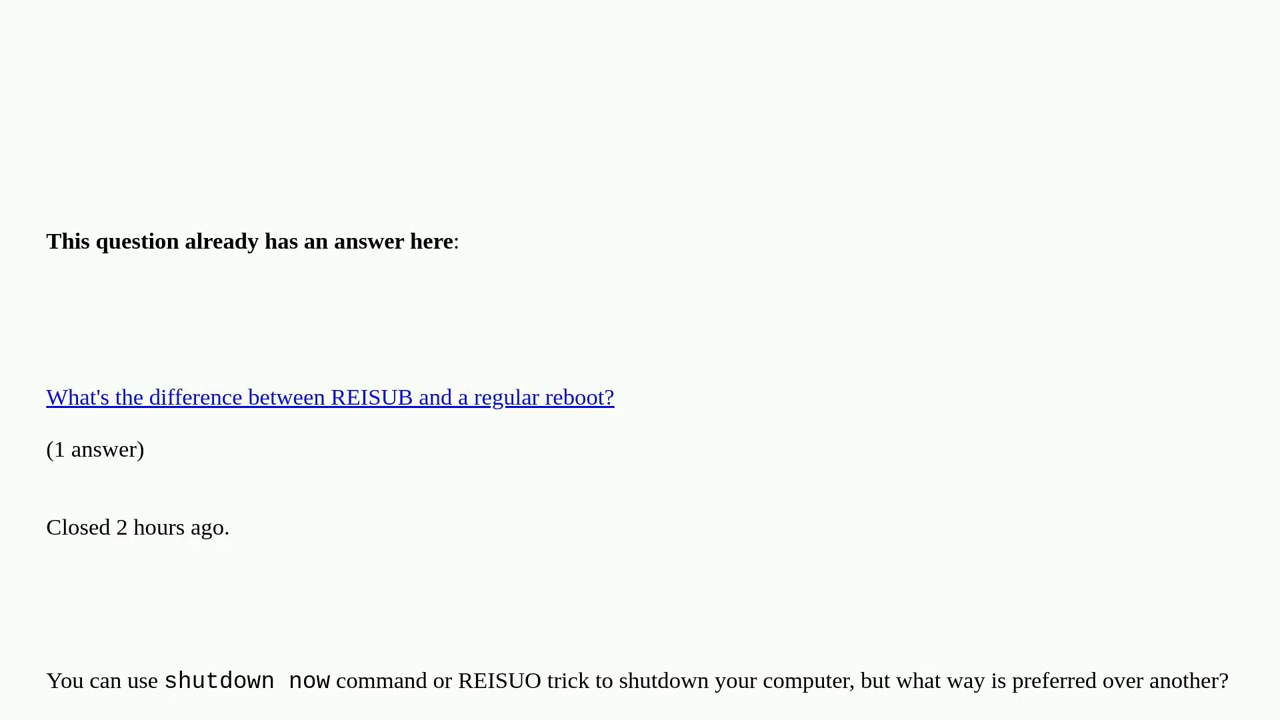 This question already has an answer here:
What's the difference between REISUB and a regular reboot?
(1 answer)
Closed 2 hours ago.
You can use shutdown now command or REISUO trick to shutdown your computer, but what way is preferred over another?